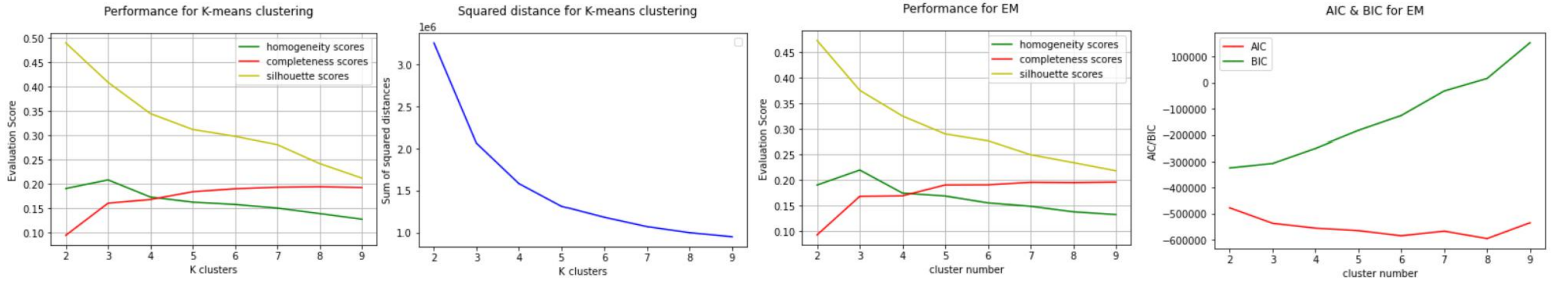 Performance for K-means clustering
Evaluation Score
0.50
0.45
0.40
0.35
0.30
0.25
0.20
0.15
0.10
homogeneity scores
completeness scores
silhouette scores
2 3 4 5 6 7 8 9
K clusters
Squared distance for K-means clustering
1e6
Sum of squared distances
3.0
2.5
2.0
1.5
1.0
2 3 4 5 6 7 8 9
K clusters
Performance for EM
Evaluation Score
0.45
0.40
0.35
0.30
0.25
0.20
0.15
0.10
homogeneity scores
completeness scores
silhouette scores
2 3 4 5 6 7 8 9
cluster number
AIC & BIC for EM
AIC/BIC
100000
0
−100000
−200000
−300000
−400000
−500000
−600000
AIC
BIC
2 3 4 5 6 7 8 9
cluster number